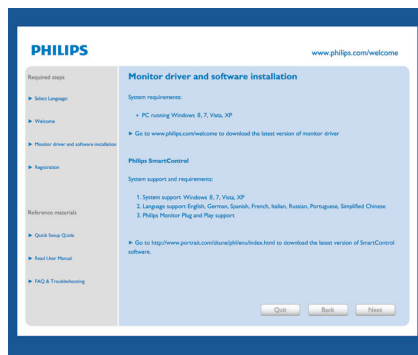 PHILIPS
www.philips.com/welcome
Required steps
Select Language:
Welcome
Monitor driver and software installation
Registration
Reference materials
Quick Setup Guide
Read User Manual
FAQ & Troubleshooting
Monitor driver and software installation
System requirements:
• PC running Windows 8, 7, Vista, XP
Go to www.philips.com/welcome to download the latest version of monitor driver
Philips SmartControl
System support and requirements:
1. System support Windows 8, 7, Vista, XP
2. Language support English, German, Spanish, French, Italian, Russian, Portuguese, Simplified Chinese
3. Philips Monitor Plug and Play support
Go to http://www.portrait.com/dtune/phl/enu/index.html to download the latest version of SmartControl
software.
Quit
Back
Next